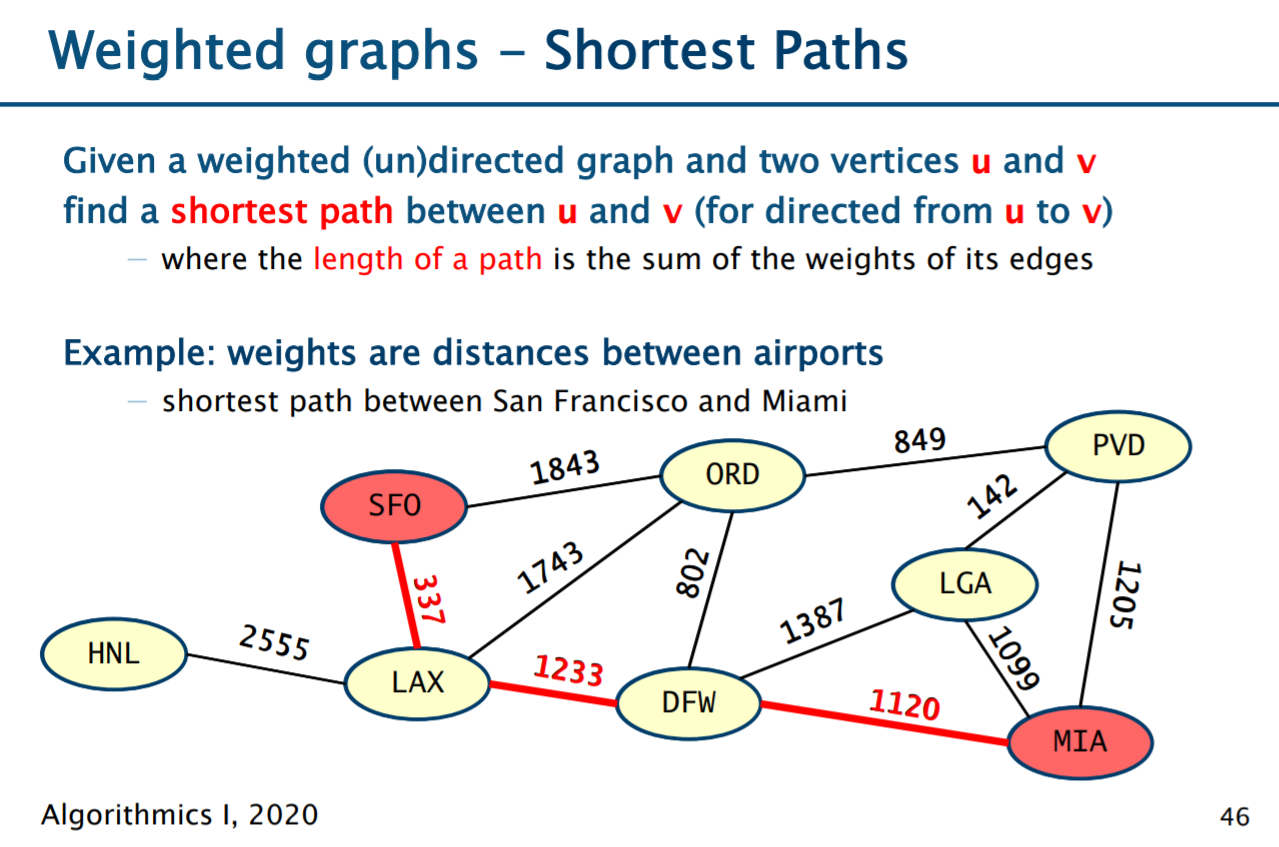 Weighted graphs – Shortest Paths
Given a weighted (un)directed graph and two vertices u and v
find a shortest path between u and v (for directed from u to v)
– where the length of a path is the sum of the weights of its edges
Example: weights are distances between airports
– shortest path between San Francisco and Miami
849
PVD
1843
ORD
SFO
142
1743
802
LGA
337
1205
1387
HNL
2555
1099
LAX
1233
DFW
1120
MIA
Algorithmics I, 2020
46